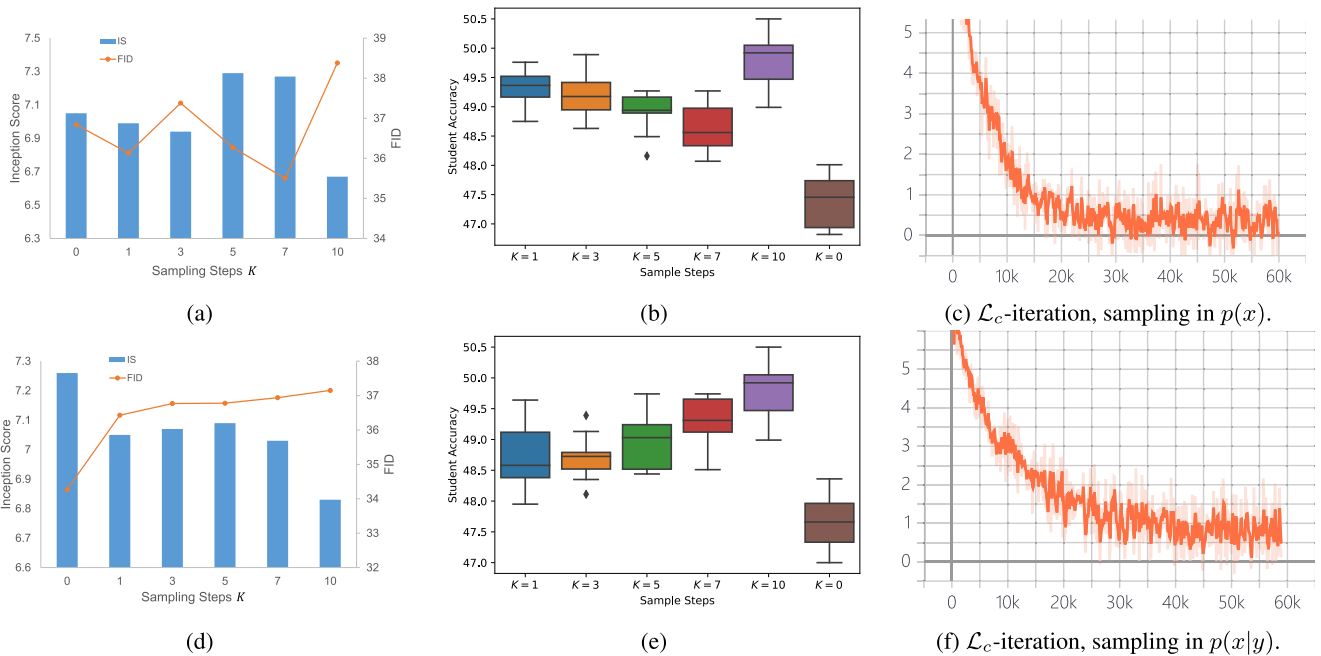 7.5
7.3
7.1
6.9
6.7
6.5
6.3
Inception Score
IS
FID
39
38
37
36
35
34
FID
0 1 3 5 7 10
Sampling Steps K
(a)
50.5
50.0
49.5
49.0
48.5
48.0
47.5
47.0
Student Accuracy
K = 1 K = 3 K = 5 K = 7 K = 10 K = 0
Sample Steps
(b)
5
4
3
2
1
0
0 10k 20k 30k 40k 50k 60k
(c) ℒc-iteration, sampling in p(x).
7.3
7.2
7.1
7
6.9
6.8
6.7
6.6
Inception Score
IS
FID
38
37
36
35
34
33
32
FID
0 1 3 5 7 10
Sampling Steps K
(d)
50.5
50.0
49.5
49.0
48.5
48.0
47.5
47.0
Student Accuracy
K = 1 K = 3 K = 5 K = 7 K = 10 K = 0
Sample Steps
(e)
5
4
3
2
1
0
0 10k 20k 30k 40k 50k 60k
(f) ℒc-iteration, sampling in p(x|y).